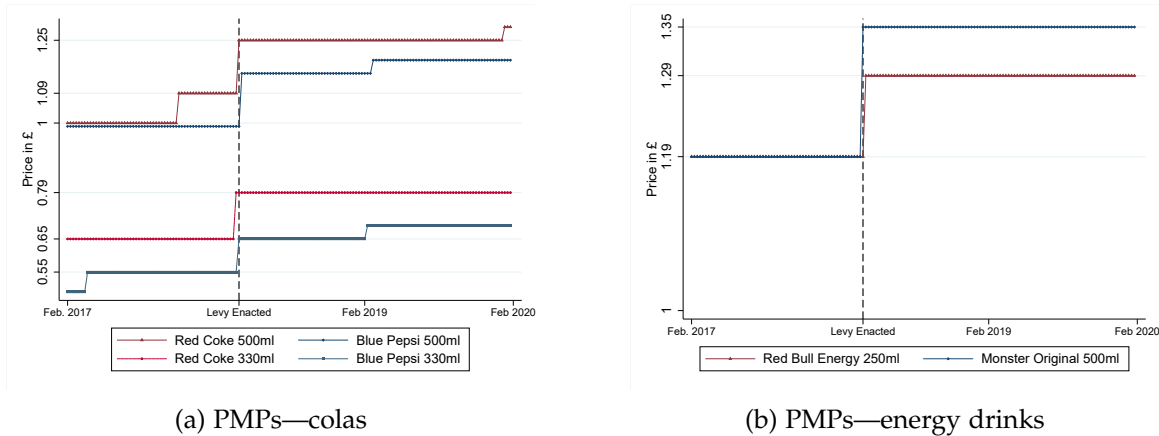 Price in £
1.25
1.09
1
0.79
0.65
0.55
Feb. 2017
Levy Enacted
Feb 2019
Feb 2020
Red Coke 500ml
Blue Pepsi 500ml
Red Coke 330ml
Blue Pepsi 330ml
(a) PMPs—colas
Price in £
1.35
1.29
1.19
1
Feb. 2017
Levy Enacted
Feb 2019
Feb 2020
Red Bull Energy 250ml
Monster Original 500ml
(b) PMPs—energy drinks